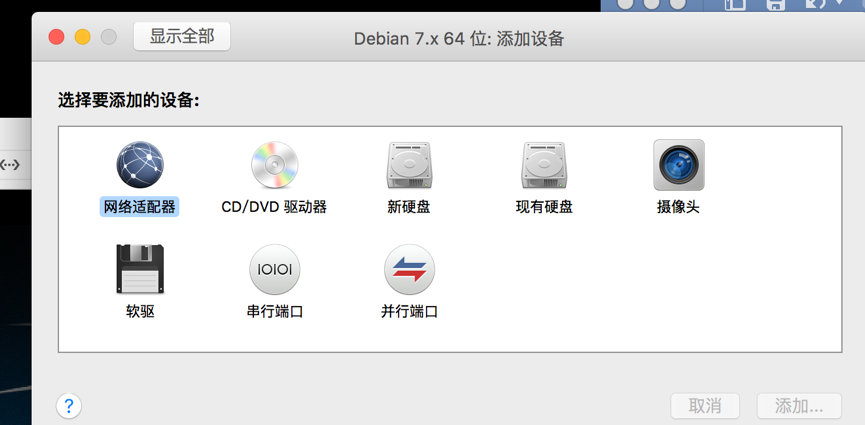 显示全部
Debian 7.x 64 位: 添加设备
选择要添加的设备:
网络适配器
CD/DVD 驱动器
新硬盘
现有硬盘
摄像头
软驱
IOIOI
串行端口
并行端口
?
取消
添加...